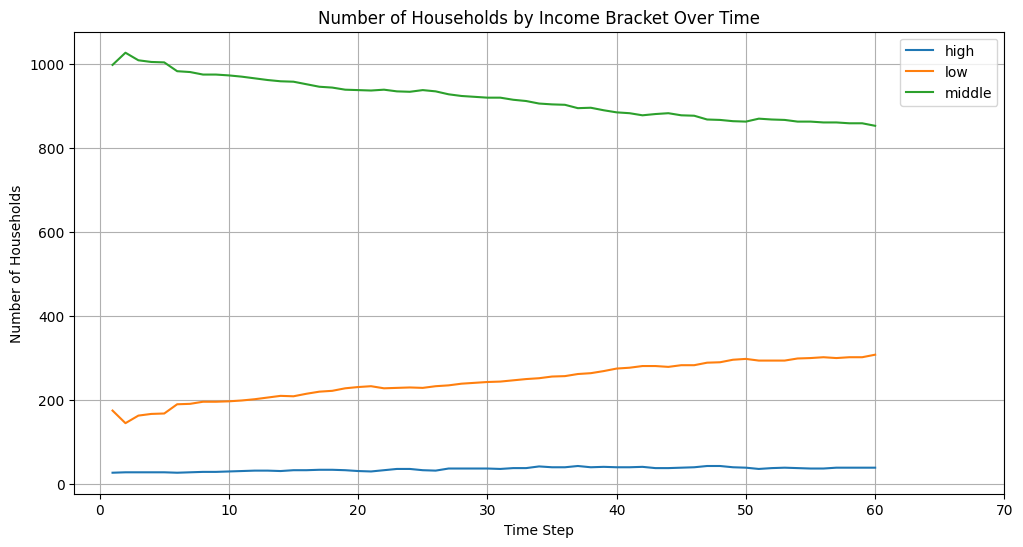 Number of Households by Income Bracket Over Time
high
low
middle
1000
800
600
400
200
0
Number of Households
0 10 20 30 40 50 60 70
Time Step